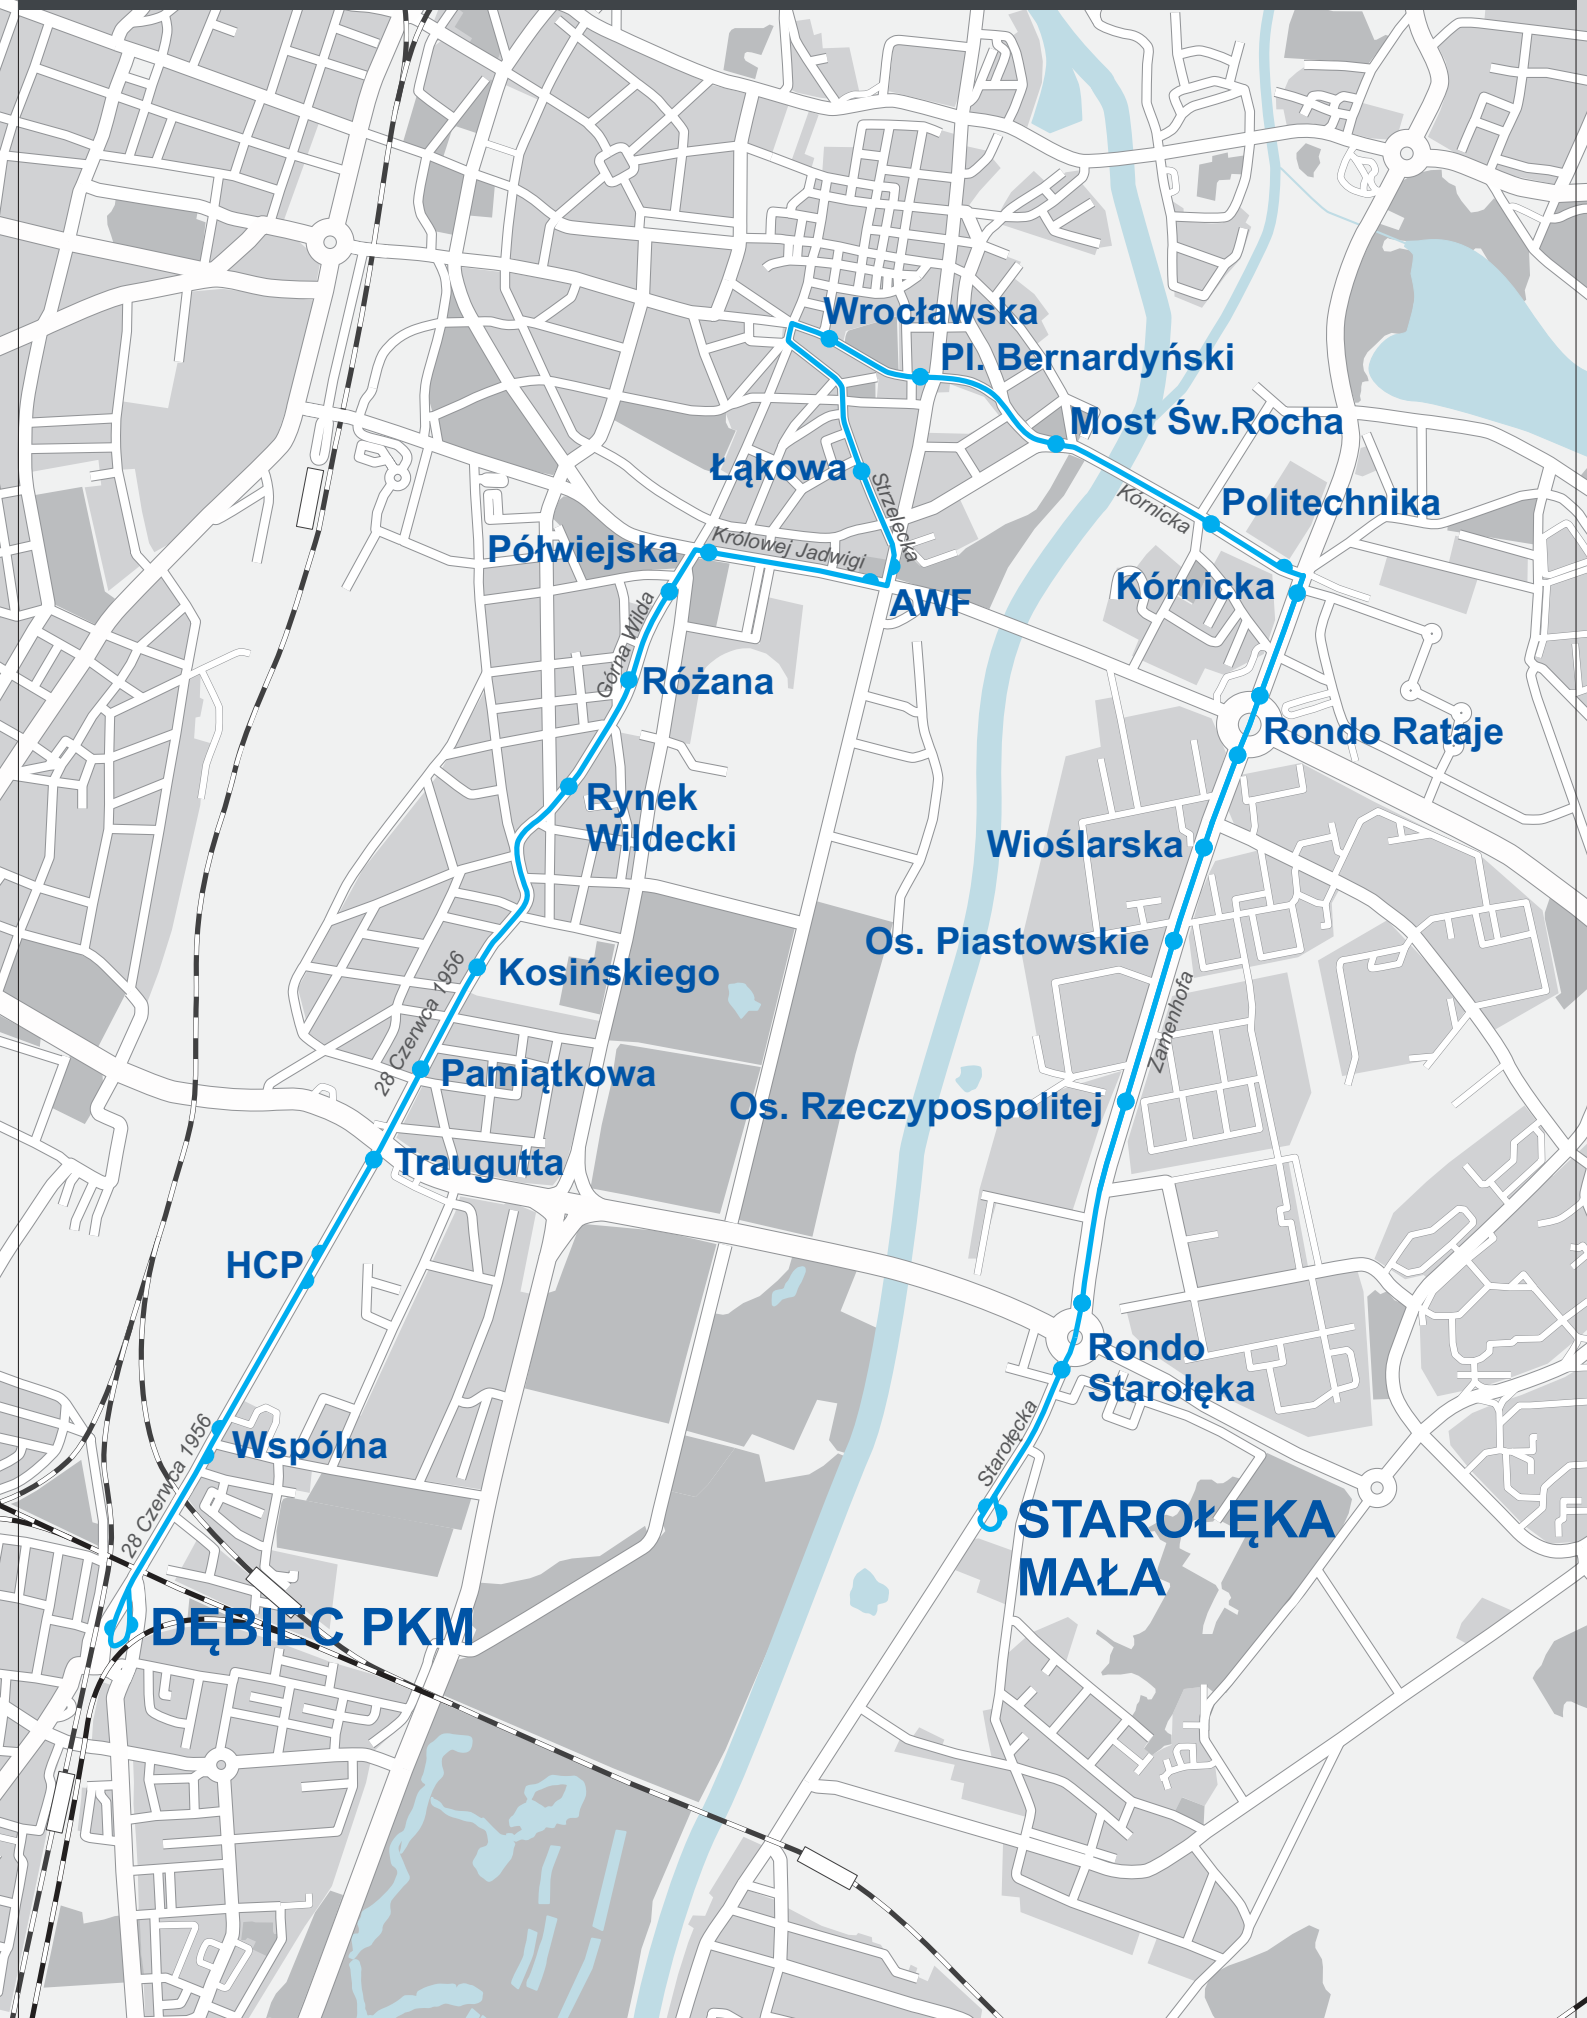 Wrocławska
Pl. Bernardyński
Most Św.Rocha
Łąkowa
Strzelecka
Kórnicka
Politechnika
Półwiejska
Królowej Jadwigi
Kórnicka
AWF
Górna Wilda
Różana
Rondo Rataje
Rynek
Wildecki
Wioślarska
Os. Piastowskie
28 Czerwca 1956
Kosińskiego
Zamenhofa
Pamiątkowa
Os. Rzeczypospolitej
Traugutta
HCP
Rondo
Starołęka
28 Czerwca 1956
Wspólna
Starołęcka
STAROŁĘKA
MAŁA
DĘBIEC PKM